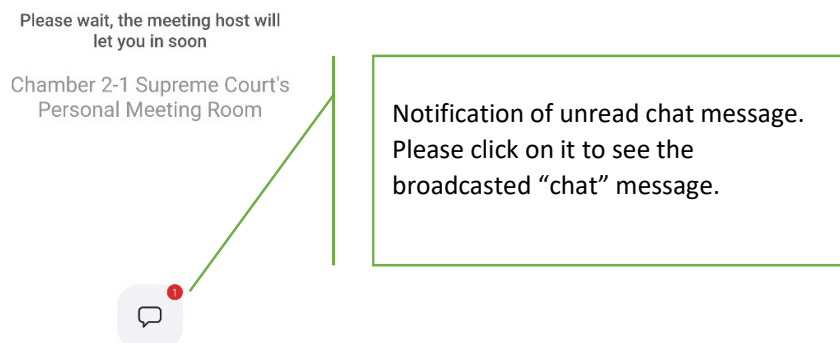 Please wait, the meeting host will
let you in soon
Chamber 2-1 Supreme Court's
Personal Meeting Room
Notification of unread chat message.
Please click on it to see the
broadcasted “chat” message.
1